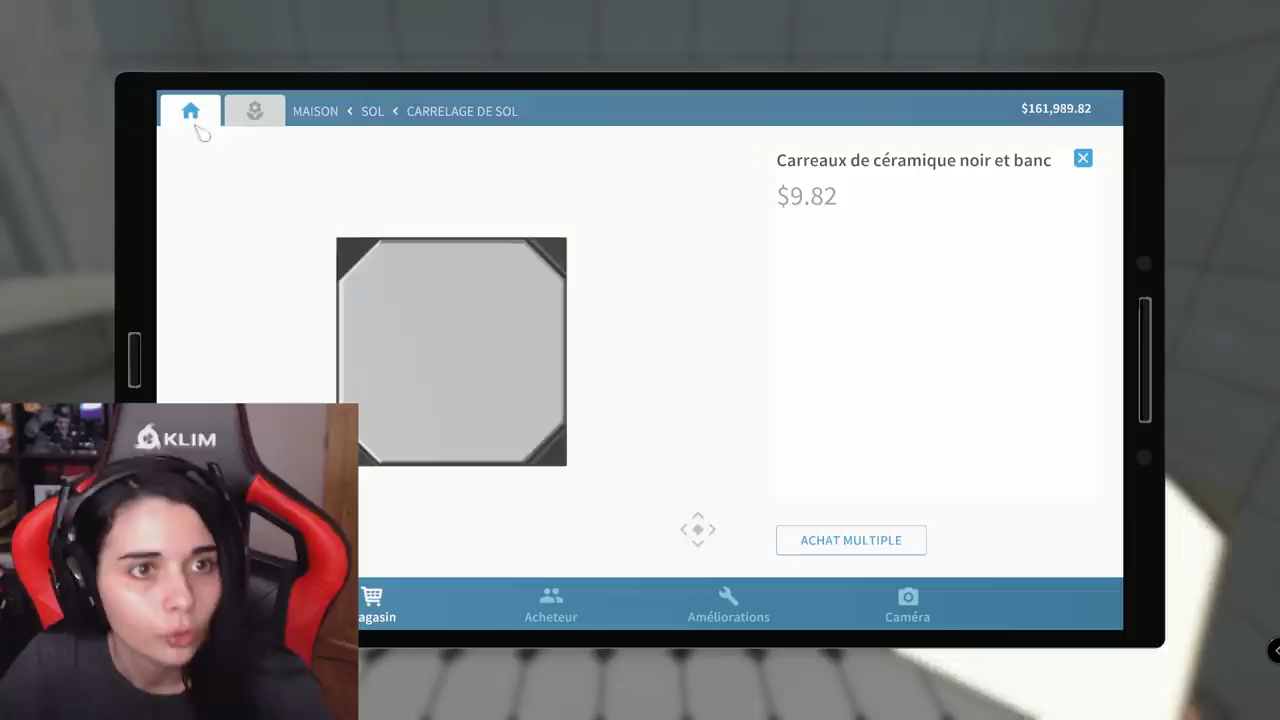 MAISON < SOL < CARRELAGE DE SOL
$161,989.82
Carreaux de céramique noir et banc
$9.82
ACHAT MULTIPLE
agasin
Acheteur
Améliorations
Caméra
KLIM